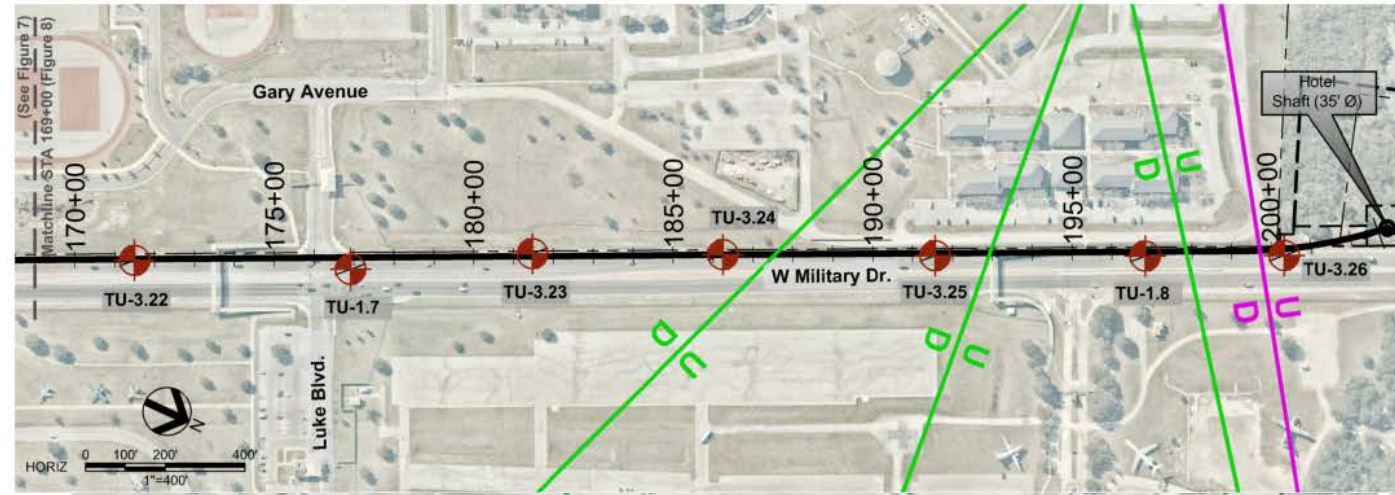 (See Figure 7)
Matchline STA 169+00 (Figure 8)
Gary Avenue
Hotel
Shaft (35' Ø)
170+00
175+00
180+00
185+00
190+00
195+00
200+00
U
D
TU-3.24
TU-3.22
TU-1.7
TU-3.23
W Military Dr.
TU-3.25
TU-1.8
TU-3.26
D
U
D
U
D
U
Luke Blvd.
N
HORIZ
0 100' 200' 400'
1"=400'